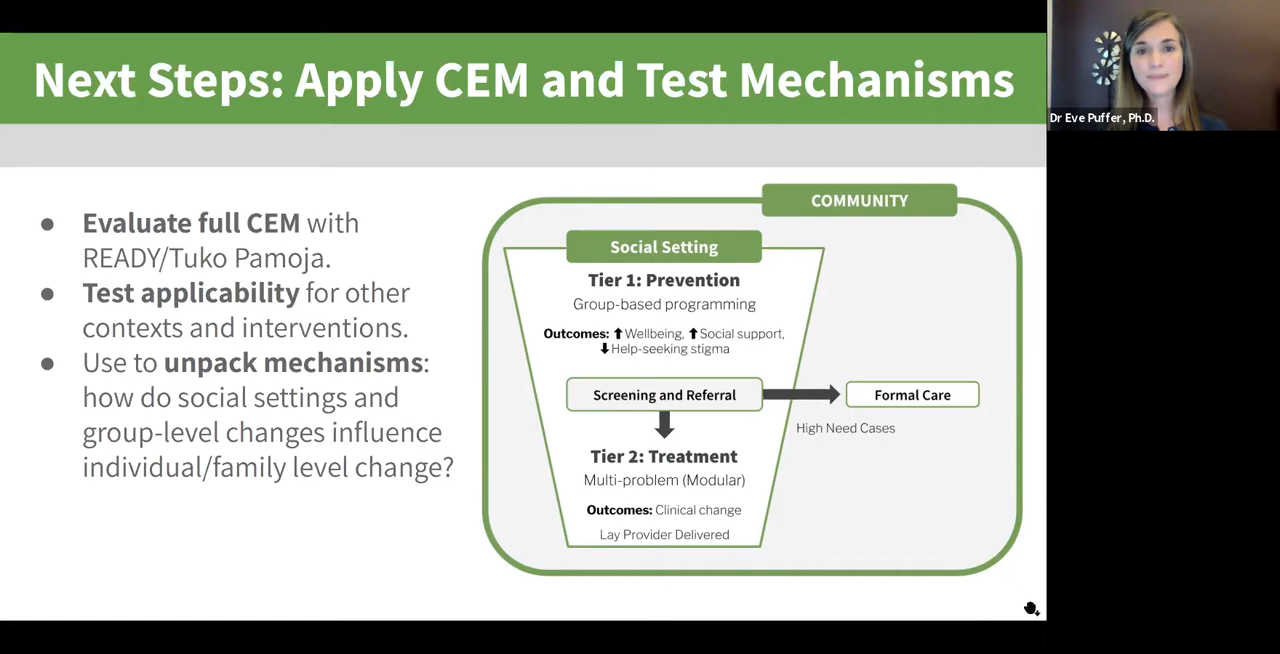 Next Steps: Apply CEM and Test Mechanisms
Dr Eve Puffer, Ph.D.
● Evaluate full CEM with
READY/Tuko Pamoja.
● Test applicability for other
contexts and interventions.
● Use to unpack mechanisms:
how do social settings and
group-level changes influence
individual/family level change?
COMMUNITY
Social Setting
Tier 1: Prevention
Group-based programming
Outcomes: ⬆Wellbeing, ⬆Social support,
⬇Help-seeking stigma
Screening and Referral
Formal Care
High Need Cases
Tier 2: Treatment
Multi-problem (Modular)
Outcomes: Clinical change
Lay Provider Delivered